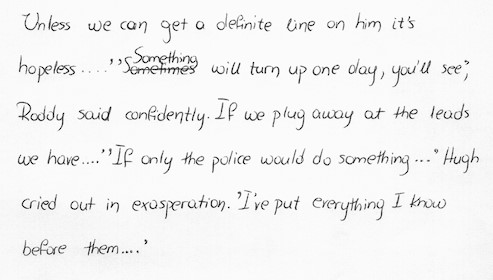 Unless we can get a definite line on him it's
hopeless....''Something will turn up one day, you'll see",
Roddy said confidently. If we plug away at the leads
we have....''If only the police would do something..." Hugh
cried out in exasperation.'I've put everything I know
before them....'